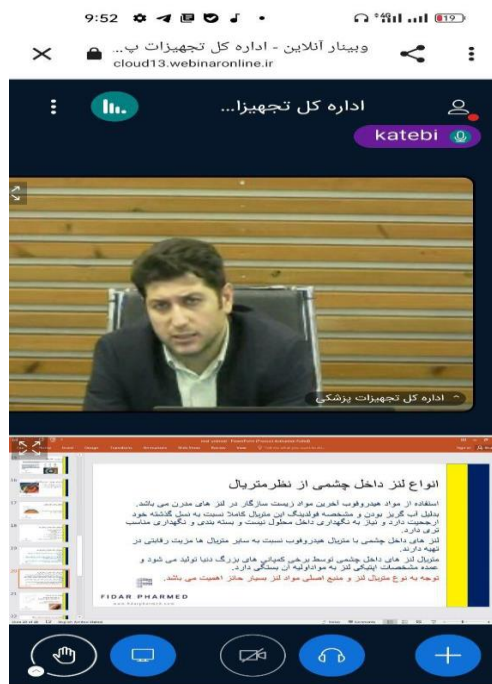 9:52
19
وبینار آنلاین - اداره کل تجهیزات پ...
cloud13.webinaronline.ir
اداره کل تجهیزا...
katebi
اداره کل تجهیزات پزشکی
انواع لنز داخل چشمی از نظر متریال
استفاده از مواد هیدروفوب آخرین مواد زیست سازگار در لنز های مدرن می باشد.
بدلیل آب گریز بودن و مشخصه فولدینگ این متریال کاملا نسبت به نسل گذشته خود
ارجحیت دارد و نیاز به نگهداری داخل محلول نیست و بسته بندی و نگهداری مناسب
تری دارد.
لنز های داخل چشمی با متریال هیدروفوب نسبت به سایر متریال ها مزیت رقابتی در
تهیه دارند.
متریال لنز های داخل چشمی توسط برخی کمپانی های بزرگ دنیا تولید می شود و
عمده مشخصات اپتیکی لنز به مواداولیه آن بستگی دارد.
توجه به نوع متریال لنز و منبع اصلی مواد لنز بسیار حائز اهمیت می باشد.
FIDAR PHARMED